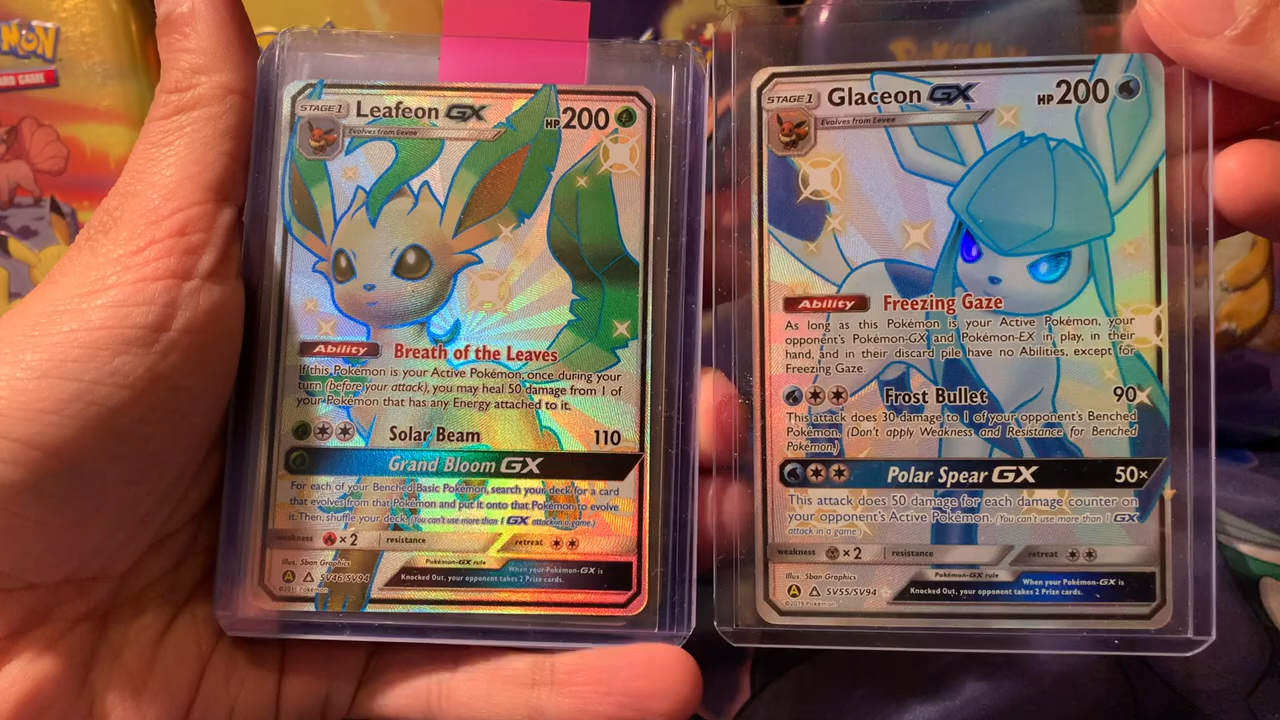 MON
ARD GAME
STAGE 1 Leafeon GX HP 200
Evolves from Eevee
Ability Breath of the Leaves
If this Pokémon is your Active Pokémon, once during your
turn (before your attack), you may heal 50 damage from 1 of
your Pokémon that has any Energy attached to it.
Solar Beam 110
Grand Bloom GX
For each of your Benched Basic Pokémon, search your deck for a card
that evolves from that Pokémon and put it onto that Pokémon to evolve
it. Then, shuffle your deck. (You can't use more than 1 GX attack in a game.)
weakness ×2 resistance retreat
Pokémon-GX rule
Illus. 5ban Graphics
When your Pokémon-GX is
Knocked Out, your opponent takes 2 Prize cards.
A
Pokémon
POKÉMON
STAGE 1 Glaceon GX HP 200
Evolves from Eevee
Ability Freezing Gaze
As long as this Pokémon is your Active Pokémon, your
opponent's Pokémon-GX and Pokémon-EX in play, in their
hand, and in their discard pile have no Abilities, except for
Freezing Gaze.
Frost Bullet 90
This attack does 30 damage to 1 of your opponent's Benched
Pokémon. (Don't apply Weakness and Resistance for Benched
Pokémon.)
Polar Spear GX 50×
This attack does 50 damage for each damage counter on
your opponent's Active Pokémon. (You can't use more than 1 GX
attack in a game.)
weakness ×2 resistance retreat
Pokémon-GX rule
Illus. 5ban Graphics
When your Pokémon-GX is
Knocked Out, your opponent takes 2 Prize cards.
A SV55/SV94
©2019 Pokémon